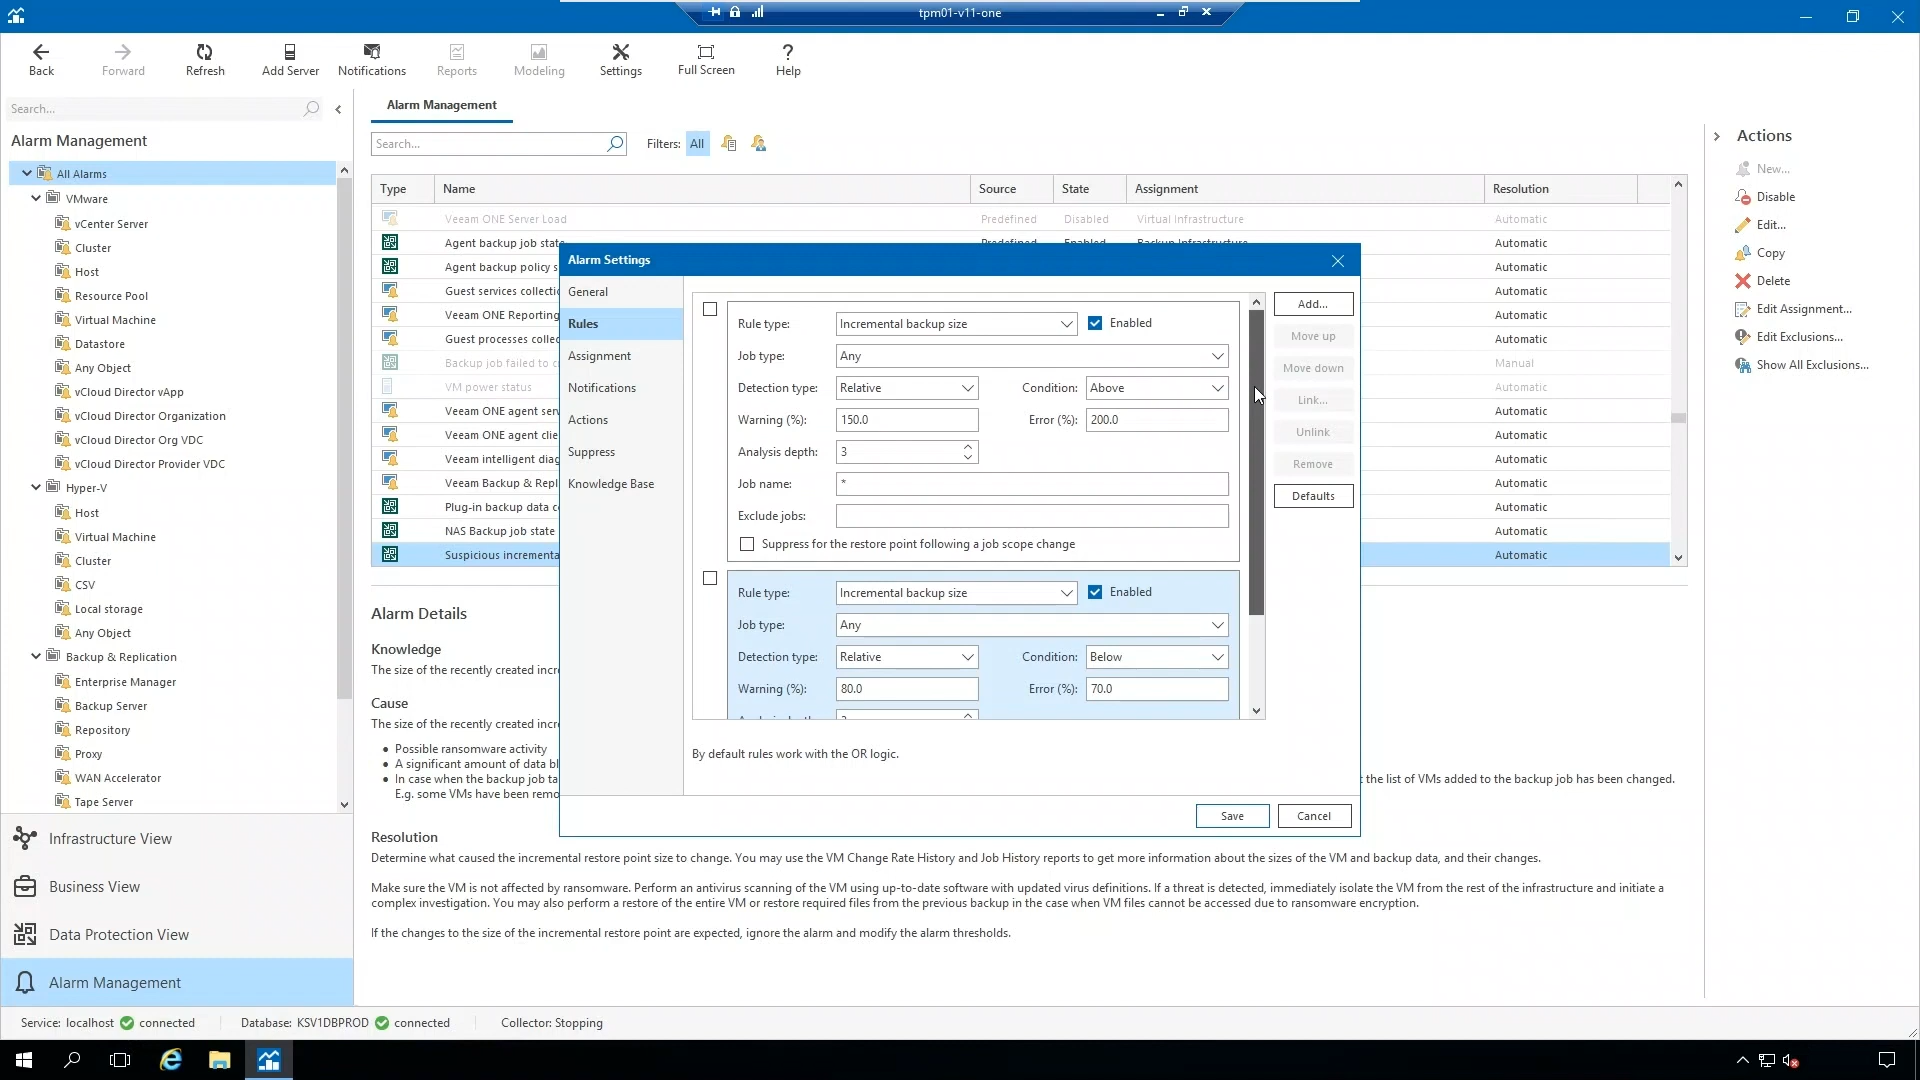 tpm01-v11-one
Back
Forward
Refresh
Add Server
Notifications
Reports
Modeling
Settings
Full Screen
Help
Search...
Alarm Management
All Alarms
VMware
vCenter Server
Cluster
Host
Resource Pool
Virtual Machine
Datastore
Any Object
vCloud Director vApp
vCloud Director Organization
vCloud Director Org VDC
vCloud Director Provider VDC
Hyper-V
Host
Virtual Machine
Cluster
CSV
Local storage
Any Object
Backup & Replication
Enterprise Manager
Backup Server
Repository
Proxy
WAN Accelerator
Tape Server
Infrastructure View
Business View
Data Protection View
Alarm Management
Alarm Management
Search...
Filters: All
Type Name Source State Assignment Resolution
Veeam ONE Server Load Predefined Disabled Virtual Infrastructure Automatic
Agent backup job state Predefined Enabled Backup Infrastructure Automatic
Agent backup policy s Automatic
Guest services collecti Automatic
Veeam ONE Reporting Automatic
Guest processes collec Automatic
Backup job failed to c Manual
VM power status Automatic
Veeam ONE agent serv Automatic
Veeam ONE agent clie Automatic
Veeam intelligent diag Automatic
Veeam Backup & Repl Automatic
Plug-in backup data c Automatic
NAS Backup job state Automatic
Suspicious incrementa Automatic
Alarm Settings
General
Rules
Assignment
Notifications
Actions
Suppress
Knowledge Base
Rule type: Incremental backup size Enabled
Job type: Any
Detection type: Relative Condition: Above
Warning (%): 150.0 Error (%): 200.0
Analysis depth: 3
Job name: *
Exclude jobs:
Suppress for the restore point following a job scope change
Rule type: Incremental backup size Enabled
Job type: Any
Detection type: Relative Condition: Below
Warning (%): 80.0 Error (%): 70.0
By default rules work with the OR logic.
Add...
Move up
Move down
Link...
Unlink
Remove
Defaults
Save
Cancel
Alarm Details
Knowledge
The size of the recently created incre
Cause
The size of the recently created incre
Possible ransomware activity
A significant amount of data bl
In case when the backup job ta t the list of VMs added to the backup job has been changed.
E.g. some VMs have been remo
Resolution
Determine what caused the incremental restore point size to change. You may use the VM Change Rate History and Job History reports to get more information about the sizes of the VM and backup data, and their changes.
Make sure the VM is not affected by ransomware. Perform an antivirus scanning of the VM using up-to-date software with updated virus definitions. If a threat is detected, immediately isolate the VM from the rest of the infrastructure and initiate a
complex investigation. You may also perform a restore of the entire VM or restore required files from the previous backup in the case when VM files cannot be accessed due to ransomware encryption.
If the changes to the size of the incremental restore point are expected, ignore the alarm and modify the alarm thresholds.
Actions
New...
Disable
Edit...
Copy
Delete
Edit Assignment...
Edit Exclusions...
Show All Exclusions...
Service: localhost connected
Database: KSV1DBPROD connected
Collector: Stopping